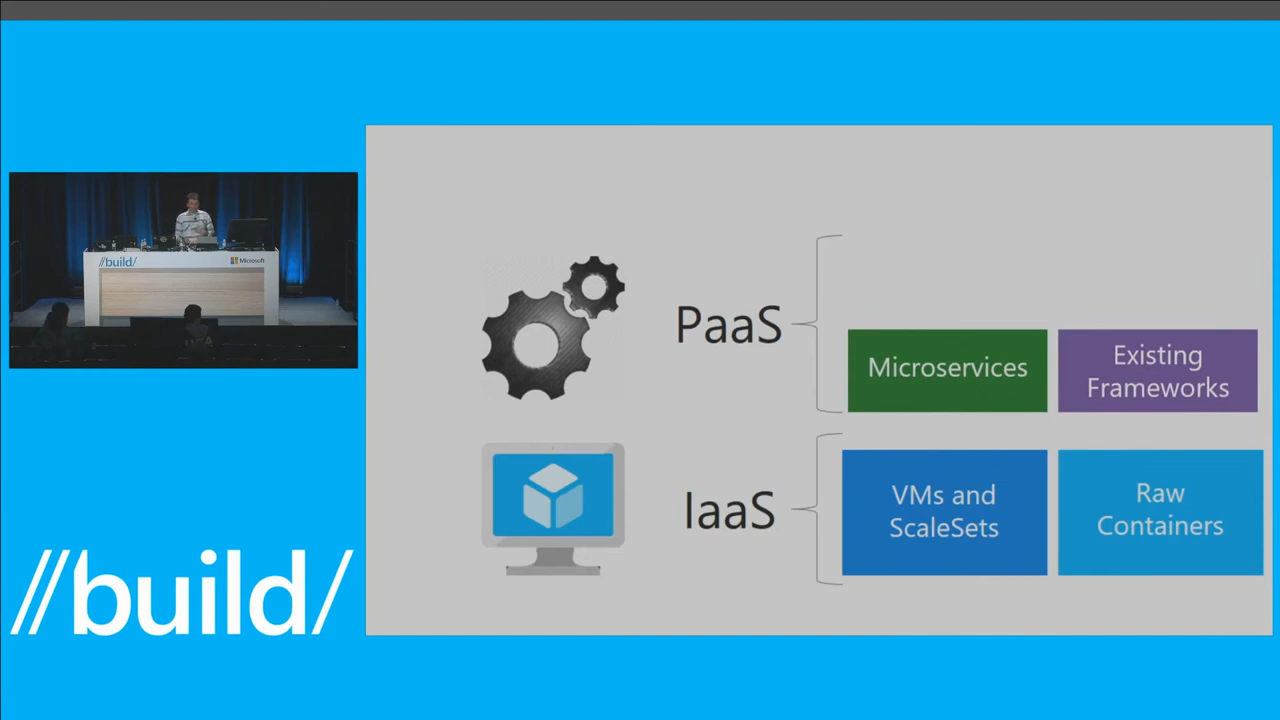 //build/
Microsoft
PaaS
Microservices
Existing
Frameworks
IaaS
VMs and
ScaleSets
Raw
Containers
//build/